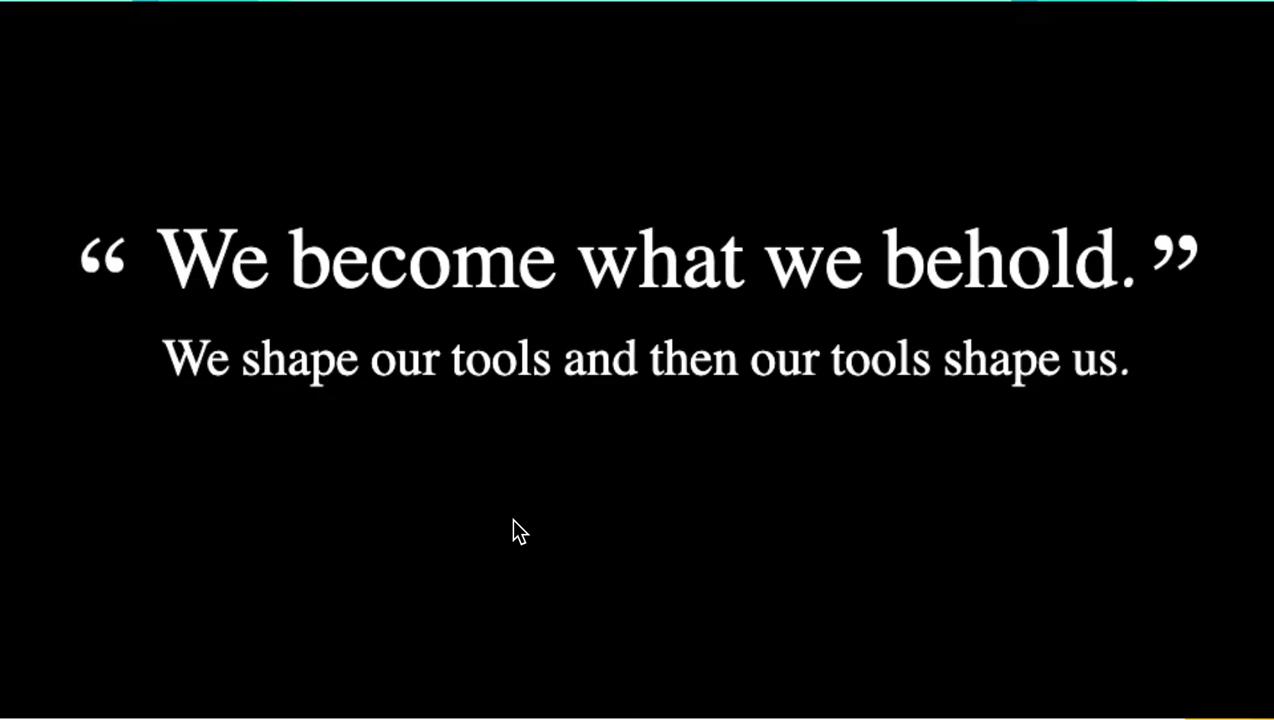 “ We become what we behold. ”
We shape our tools and then our tools shape us.